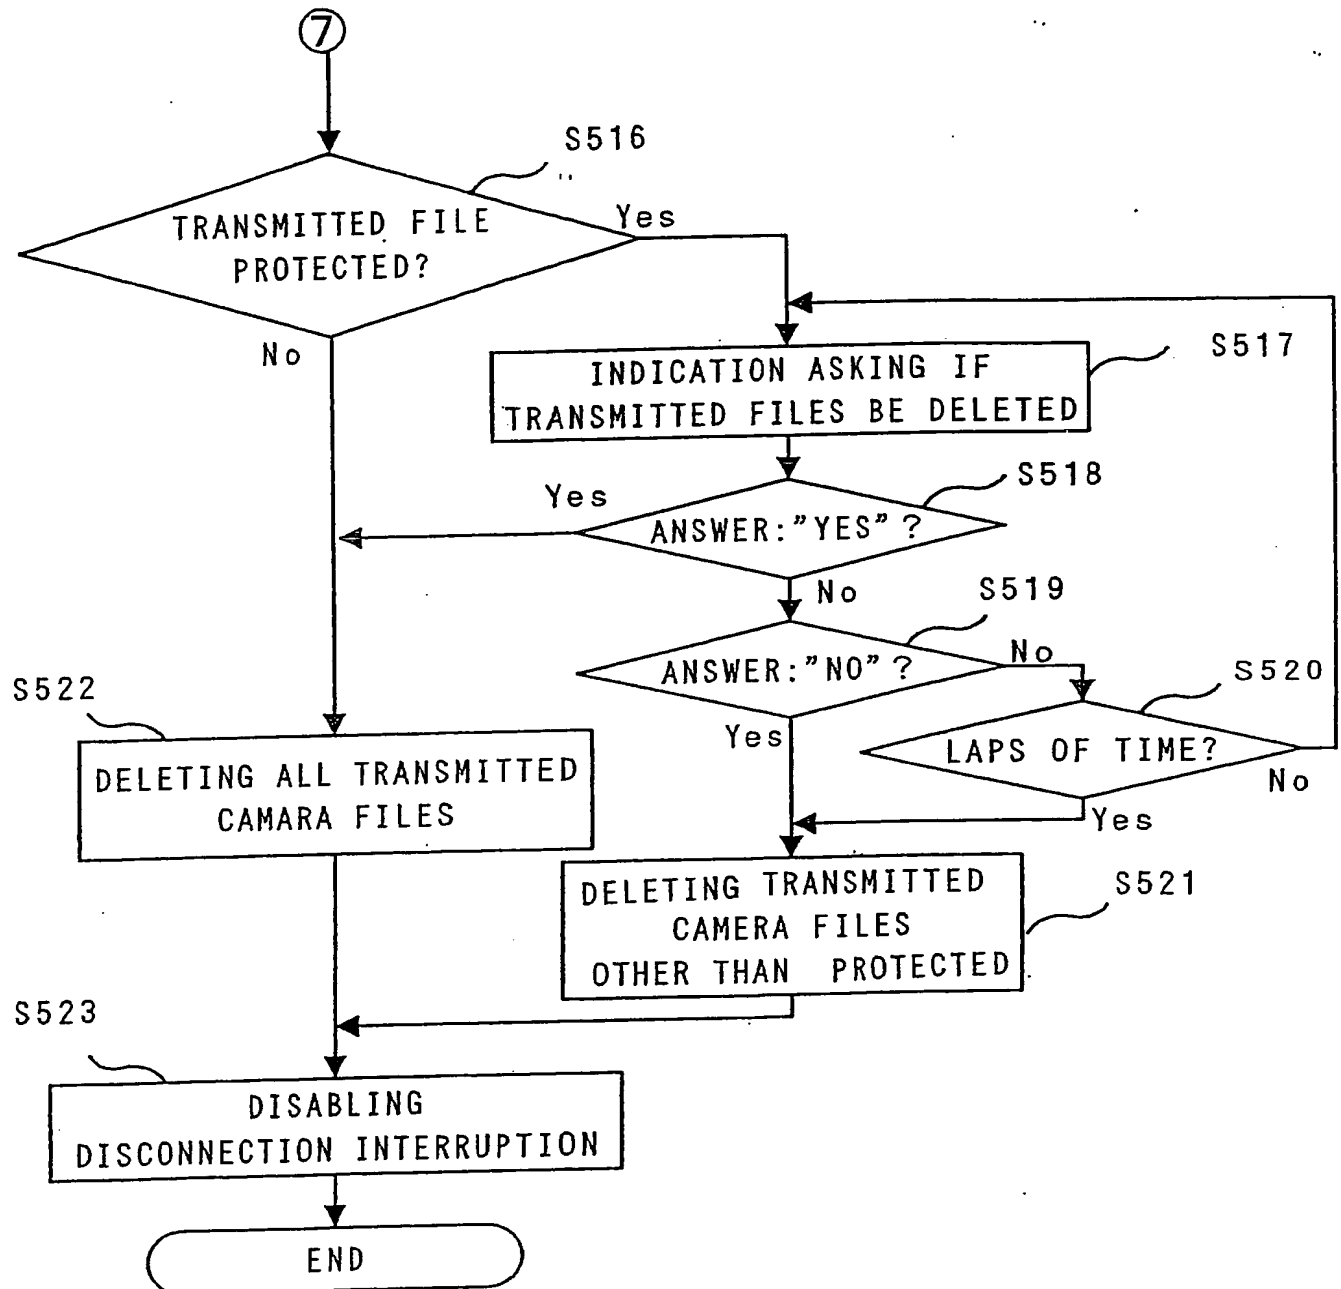 ⑦
S516
TRANSMITTED FILE
PROTECTED?
Yes
No
S517
INDICATION ASKING IF
TRANSMITTED FILES BE DELETED
S518
Yes
ANSWER:"YES"?
No
S519
ANSWER:"NO"?
No
S520
Yes
LAPS OF TIME?
No
Yes
S522
DELETING ALL TRANSMITTED
CAMARA FILES
S521
DELETING TRANSMITTED
CAMERA FILES
OTHER THAN PROTECTED
S523
DISABLING
DISCONNECTION INTERRUPTION
END